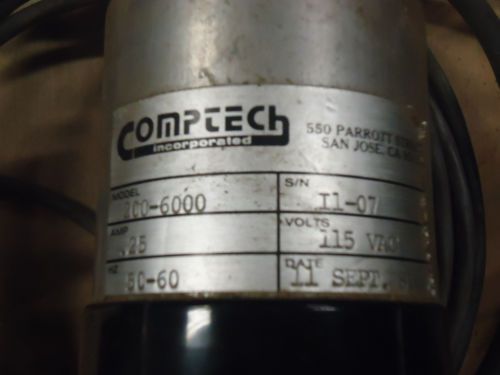 COMPTECH
incorporated
550 PARROTT
SAN JOSE, CA
MODEL
S/N
200-6000
I1-07
AMP
VOLTS
.25
115 VAC
HZ
DATE
50-60
11 SEPT.